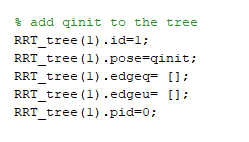 % add qinit to the tree
RRT_tree(1).id=1;
RRT_tree(1).pose=qinit;
RRT_tree(1).edgeq= [];
RRT_tree(1).edgeu= [];
RRT_tree(1).pid=0;